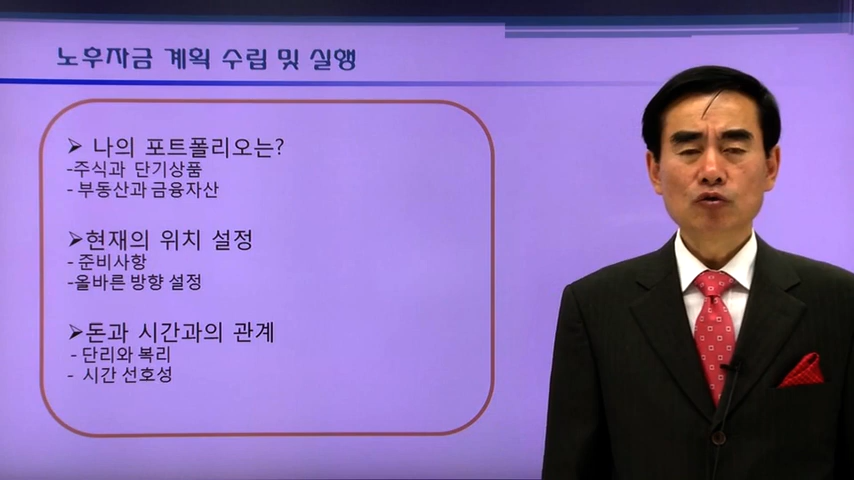 노후자금 계획 수립 및 실행
➢ 나의 포트폴리오는?
-주식과 단기상품
- 부동산과 금융자산
➢현재의 위치 설정
- 준비사항
-올바른 방향 설정
➢돈과 시간과의 관계
- 단리와 복리
- 시간 선호성